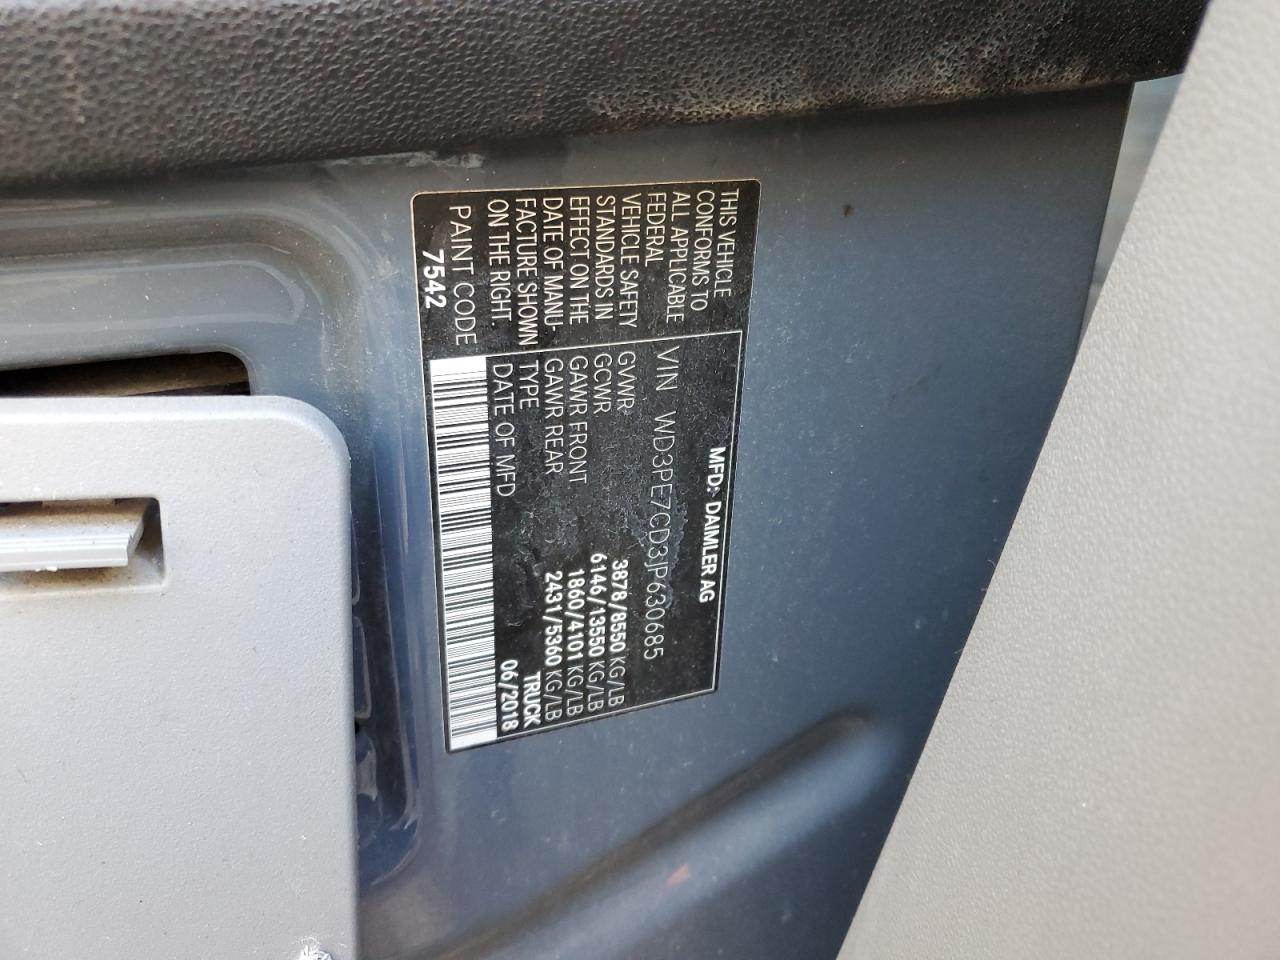 MFD: DAIMLER AG
THIS VEHICLE
CONFORMS TO
ALL APPLICABLE
FEDERAL
VEHICLE SAFETY
STANDARDS IN
EFFECT ON THE
DATE OF MANU-
FACTURE SHOWN
ON THE RIGHT.
PAINT CODE
7542
VIN WD3PE7CD3JP630685
GVWR 3878/8550 KG/LB
GCWR 6146/13550 KG/LB
GAWR FRONT 1860/4101 KG/LB
GAWR REAR 2431/5360 KG/LB
TYPE TRUCK
DATE OF MFD 06/2018